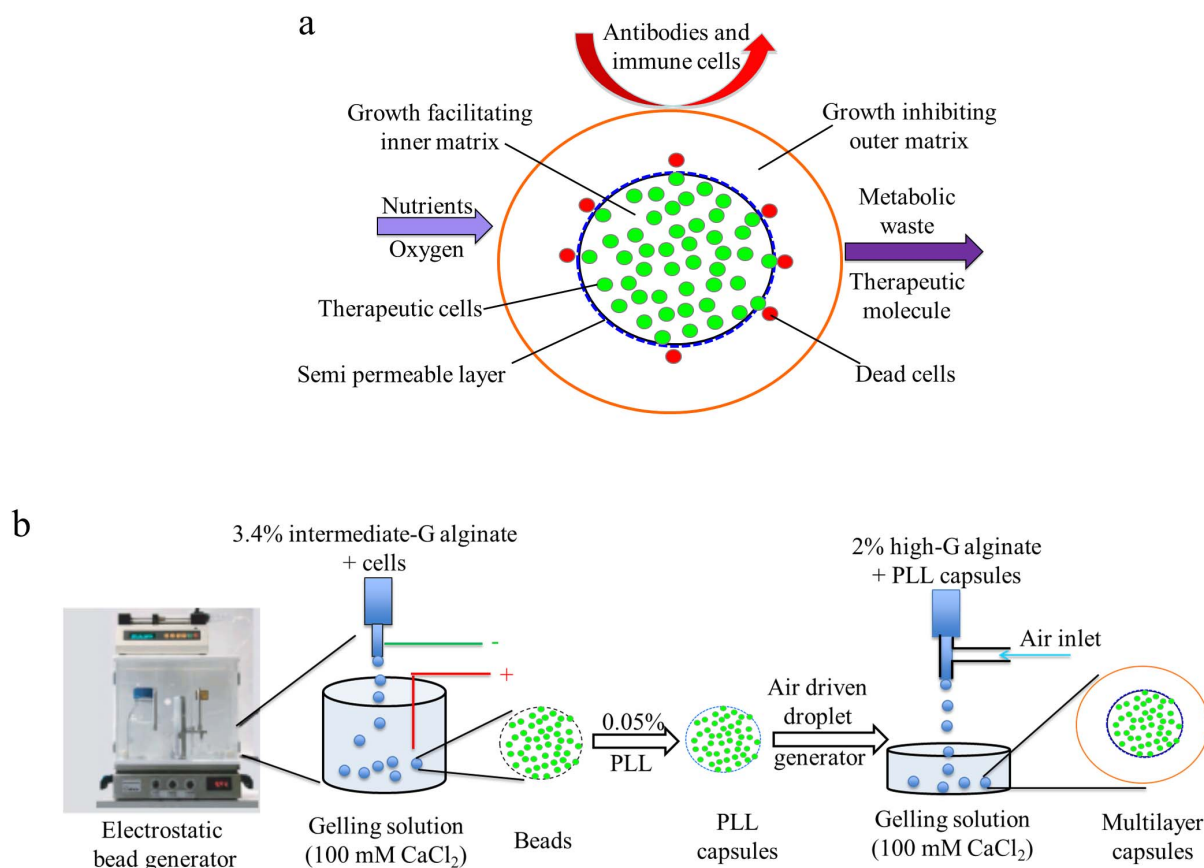 a
Antibodies and
immune cells
Growth facilitating
inner matrix
Growth inhibiting
outer matrix
Nutrients
Oxygen
Metabolic
waste
Therapeutic
molecule
Therapeutic cells
Semi permeable layer
Dead cells
b
3.4% intermediate-G alginate
+ cells
-
+
2% high-G alginate
+ PLL capsules
Air inlet
0.05%
PLL
Air driven
droplet
generator
Electrostatic
bead generator
Gelling solution
(100 mM CaCl₂)
Beads
PLL
capsules
Gelling solution
(100 mM CaCl₂)
Multilayer
capsules